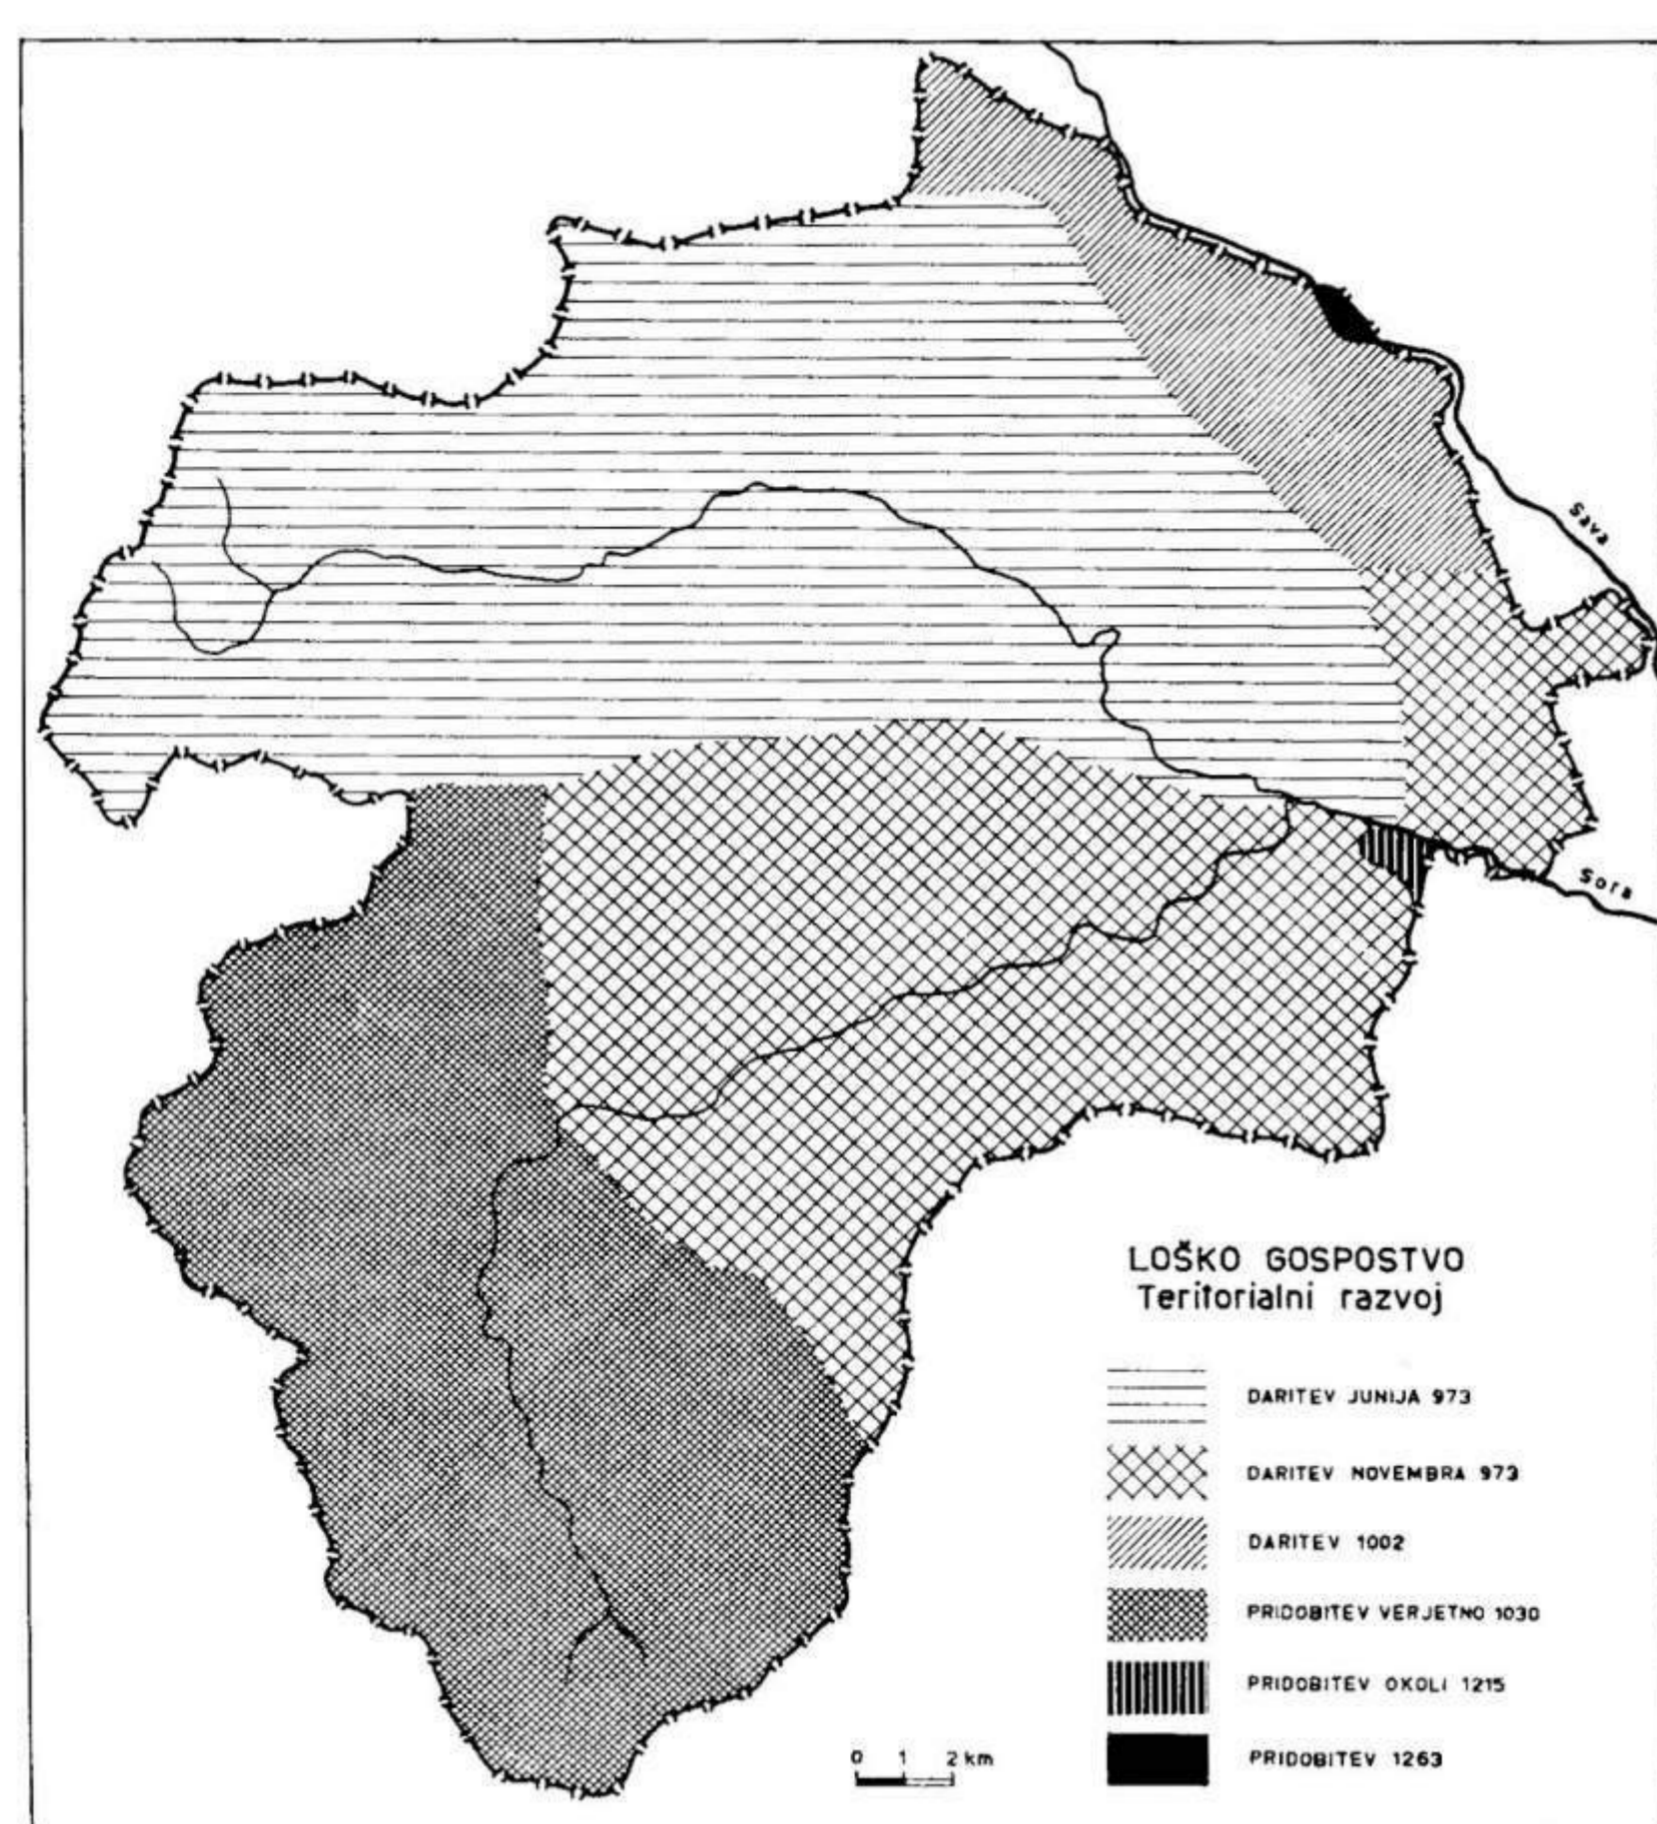 Sava
Sora
LOŠKO GOSPOSTVO
Teritorialni razvoj
DARITEV JUNIJA 973
DARITEV NOVEMBRA 973
DARITEV 1002
PRIDOBITEV VERJETNO 1030
PRIDOBITEV OKOLI 1215
PRIDOBITEV 1263
0 1 2 km